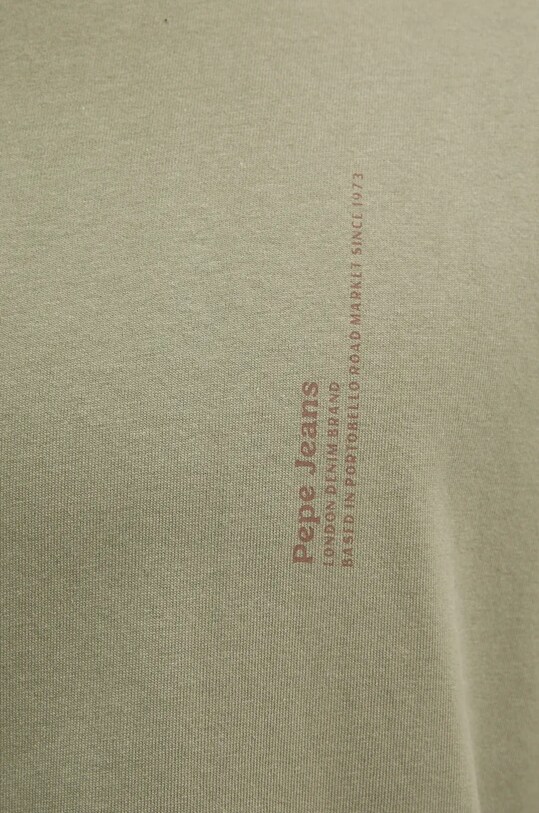 Pepe Jeans
LONDON DENIM BRAND
BASED IN PORTOBELLO ROAD MARKET SINCE 1973